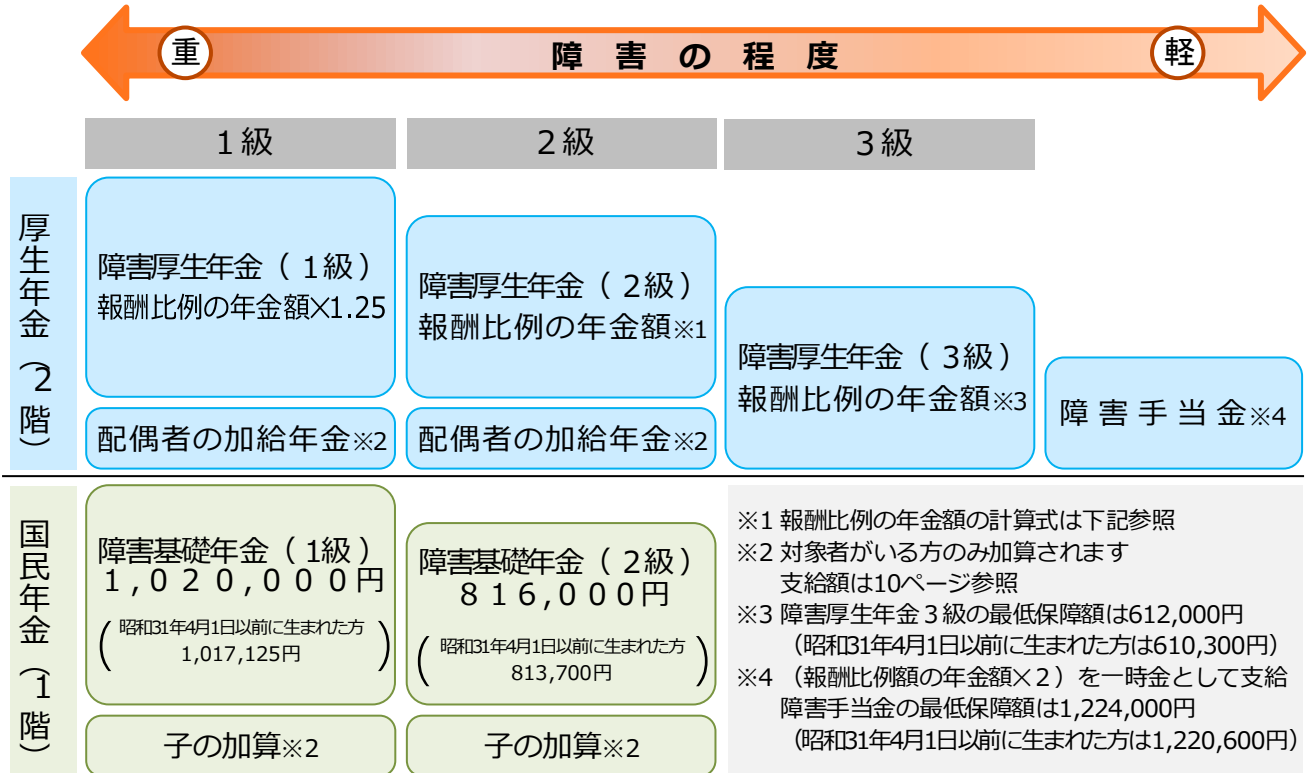 重 障害の程度 軽
1級 2級 3級
厚生年金（2階）
障害厚生年金（1級）
報酬比例の年金額×1.25
配偶者の加給年金※2
障害厚生年金（2級）
報酬比例の年金額※1
配偶者の加給年金※2
障害厚生年金（3級）
報酬比例の年金額※3
障害手当金※4
国民年金（1階）
障害基礎年金（1級）
1,020,000円
（昭和31年4月1日以前に生まれた方
1,017,125円）
子の加算※2
障害基礎年金（2級）
816,000円
（昭和31年4月1日以前に生まれた方
813,700円）
子の加算※2
※1 報酬比例の年金額の計算式は下記参照
※2 対象者がいる方のみ加算されます
支給額は10ページ参照
※3 障害厚生年金３級の最低保障額は612,000円
（昭和31年4月1日以前に生まれた方は610,300円）
※4 （報酬比例額の年金額×２）を一時金として支給
障害手当金の最低保障額は1,224,000円
（昭和31年4月1日以前に生まれた方は1,220,600円）